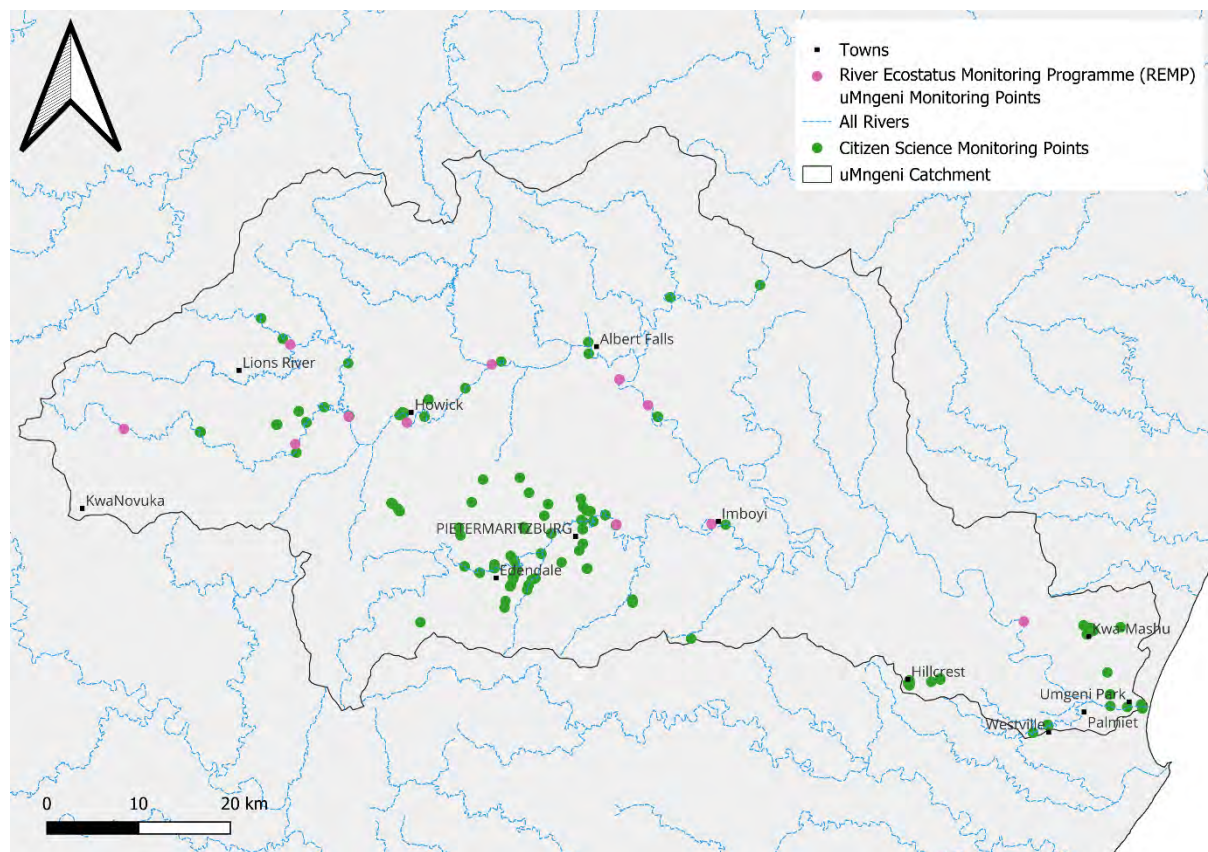 Towns
River Ecostatus Monitoring Programme (REMP)
uMngeni Monitoring Points
All Rivers
Citizen Science Monitoring Points
uMngeni Catchment
Albert Falls
Lions River
Howick
KwaNovuka
Imboyi
PIETERMARITZBURG
Edendale
Kwa-Mashu
Hillcrest
Umgeni Park
Palmiet
Westville
0 10 20 km